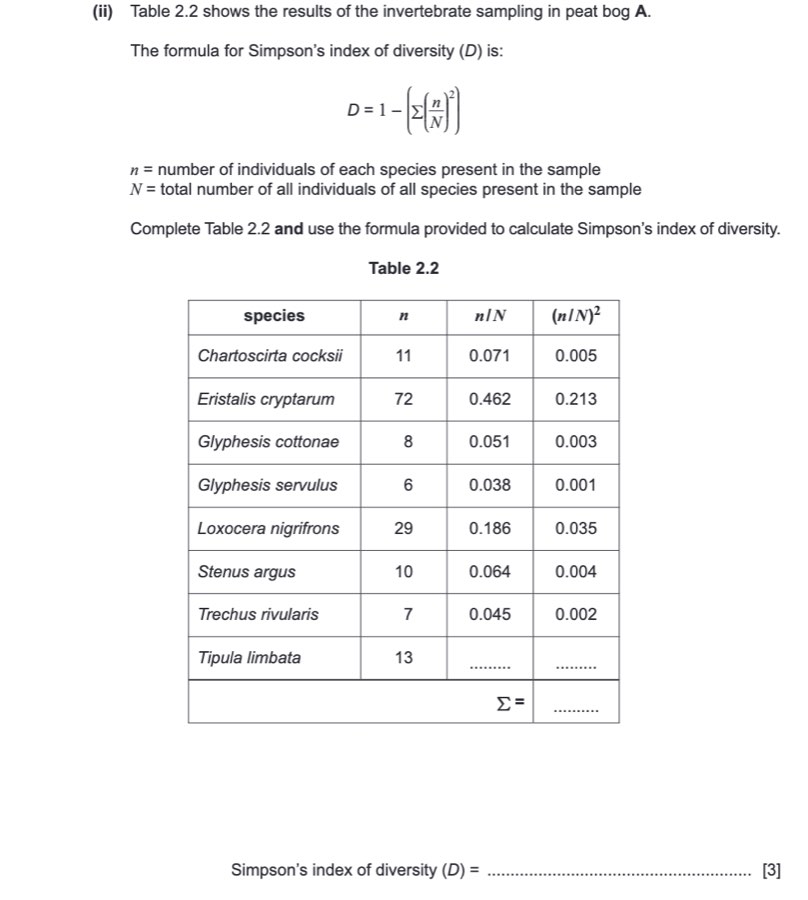 (ii) Table 2.2 shows the results of the invertebrate sampling in peat bog A.
The formula for Simpson's index of diversity (D) is:
D = 1 – (Σ(n/N)²)
n = number of individuals of each species present in the sample
N = total number of all individuals of all species present in the sample
Complete Table 2.2 and use the formula provided to calculate Simpson's index of diversity.
Table 2.2
species n n/N (n/N)²
Chartoscirta cocksii 11 0.071 0.005
Eristalis cryptarum 72 0.462 0.213
Glyphesis cottonae 8 0.051 0.003
Glyphesis servulus 6 0.038 0.001
Loxocera nigrifrons 29 0.186 0.035
Stenus argus 10 0.064 0.004
Trechus rivularis 7 0.045 0.002
Tipula limbata 13 ......... .........
Σ = ..........
Simpson's index of diversity (D) = .......................................................... [3]